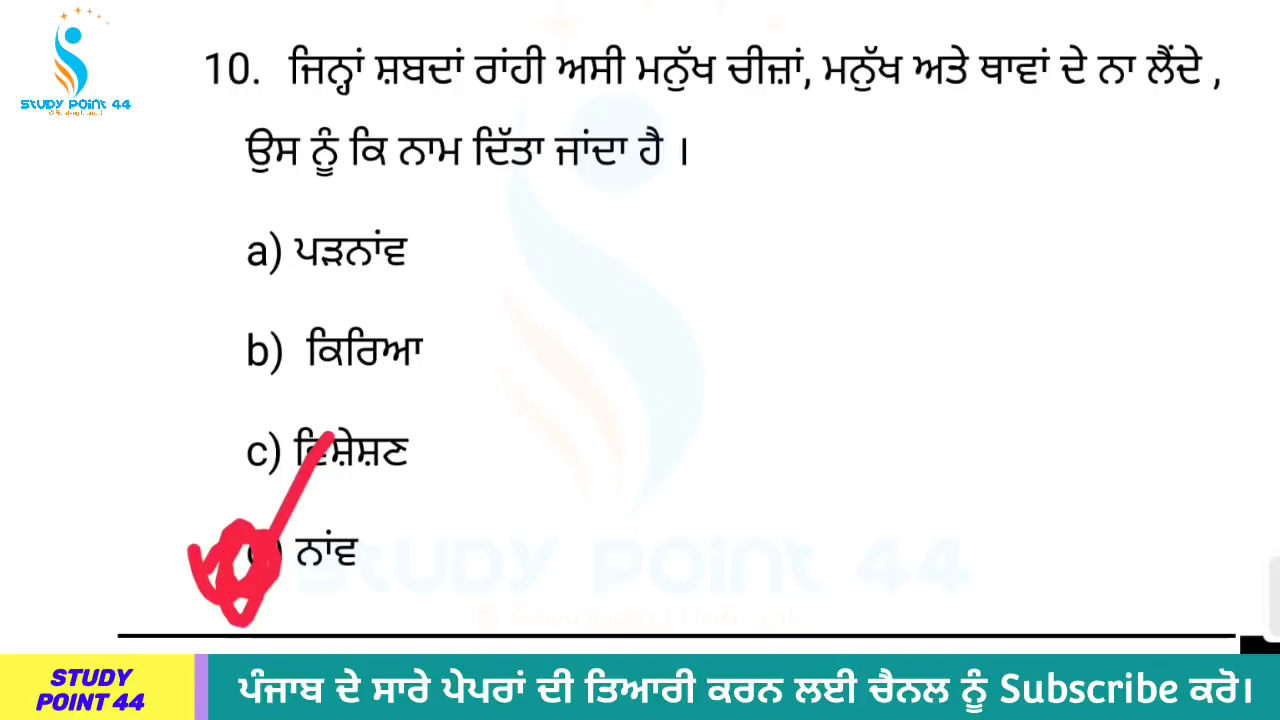 STUDY POINT 44
10. ਜਿਨ੍ਹਾਂ ਸ਼ਬਦਾਂ ਰਾਂਹੀ ਅਸੀ ਮਨੁੱਖ ਚੀਜ਼ਾਂ, ਮਨੁੱਖ ਅਤੇ ਥਾਵਾਂ ਦੇ ਨਾ ਲੈਂਦੇ ,
ਉਸ ਨੂੰ ਕਿ ਨਾਮ ਦਿੱਤਾ ਜਾਂਦਾ ਹੈ ।
a) ਪੜਨਾਂਵ
b) ਕਿਰਿਆ
c) ਵਿਸ਼ੇਸ਼ਣ
ਨਾਂਵ
STUDY POINT 44
STUDY
POINT 44
ਪੰਜਾਬ ਦੇ ਸਾਰੇ ਪੇਪਰਾਂ ਦੀ ਤਿਆਰੀ ਕਰਨ ਲਈ ਚੈਨਲ ਨੂੰ Subscribe ਕਰੋ।